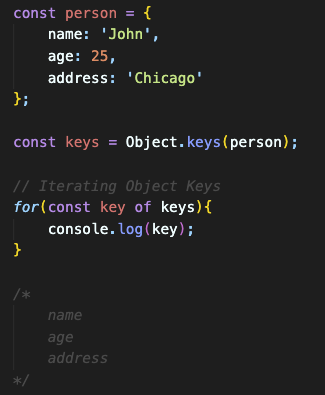 const person = {
    name: 'John',
    age: 25,
    address: 'Chicago'
};

const keys = Object.keys(person);

// Iterating Object Keys
for(const key of keys){
    console.log(key);
}

/*
    name
    age
    address
*/